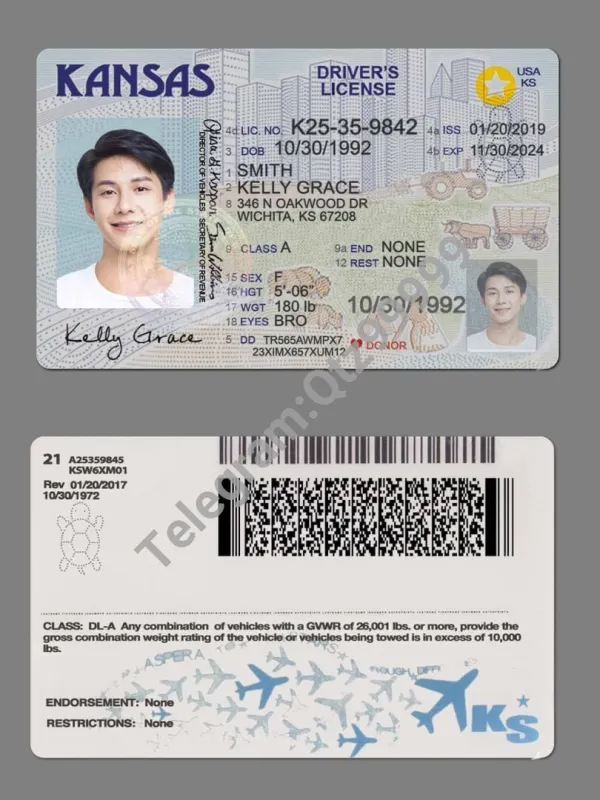 KANSAS
DRIVER'S
LICENSE
USA
KS
4d LIC. NO. K25-35-9842 4a ISS 01/20/2019
3 DOB 10/30/1992 4b EXP 11/30/2024
1 SMITH
2 KELLY GRACE
8 346 N OAKWOOD DR
WICHITA, KS 67208
9 CLASS A 9a END NONE
12 REST NONE
15 SEX F
16 HGT 5'-06"
17 WGT 180 lb
18 EYES BRO
10/30/1992
5 DD TR565AWMPX7
23XIMX657XUM12
DONOR
DIRECTOR OF VEHICLES SECRETARY OF REVENUE
Kelly Grace
Telegram:Qtz999999
21 A25359845
KSW6XM01
Rev 01/20/2017
10/30/1972
CLASS: DL-A Any combination of vehicles with a GVWR of 26,001 lbs. or more, provide the
gross combination weight rating of the vehicle or vehicles being towed is in excess of 10,000
lbs.
ASPERA
ENDORSEMENT: None
RESTRICTIONS: None
KS